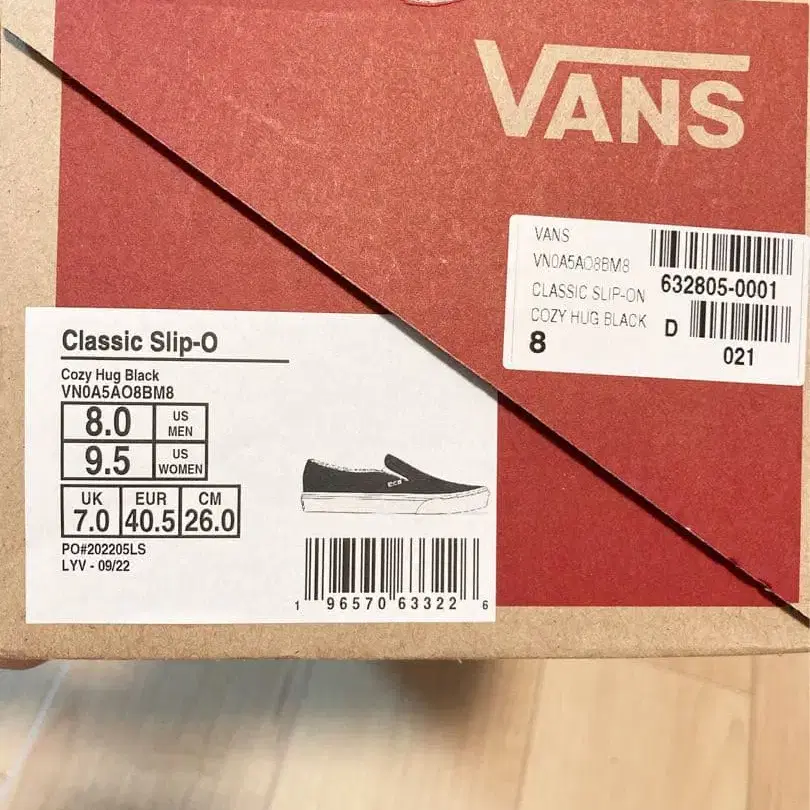 VANS
VANS
VN0A5AO8BM8
CLASSIC SLIP-ON
632805-0001
COZY HUG BLACK
8
D
021
Classic Slip-O
Cozy Hug Black
VN0A5AO8BM8
8.0 US MEN
9.5 US WOMEN
UK EUR CM
7.0 40.5 26.0
PO#202205LS
LYV - 09/22
1 96570 63322 6